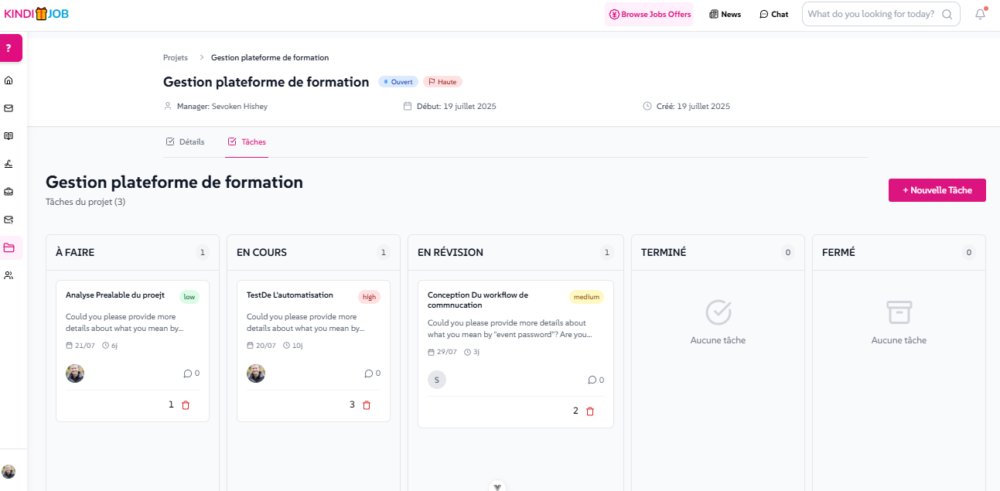 KINDI JOB
Browse Jobs Offers
News
Chat
What do you looking for today?
?
Projets
Gestion plateforme de formation
Gestion plateforme de formation
Ouvert
Haute
Manager: Sevoken Hishey
Début: 19 juillet 2025
Créé: 19 juillet 2025
Détails
Tâches
Gestion plateforme de formation
Tâches du projet (3)
+ Nouvelle Tâche
À FAIRE
1
Analyse Prealable du proejt
low
Could you please provide more
details about what you mean by...
21/07
6j
0
1
EN COURS
1
TestDe L'automatisation
high
Could you please provide more
details about what you mean by...
20/07
10j
0
3
EN RÉVISION
1
Conception Du workflow de
commnucation
medium
Could you please provide more details about
what you mean by "event password"? Are you...
29/07
3j
S
0
2
TERMINÉ
0
Aucune tâche
FERMÉ
0
Aucune tâche